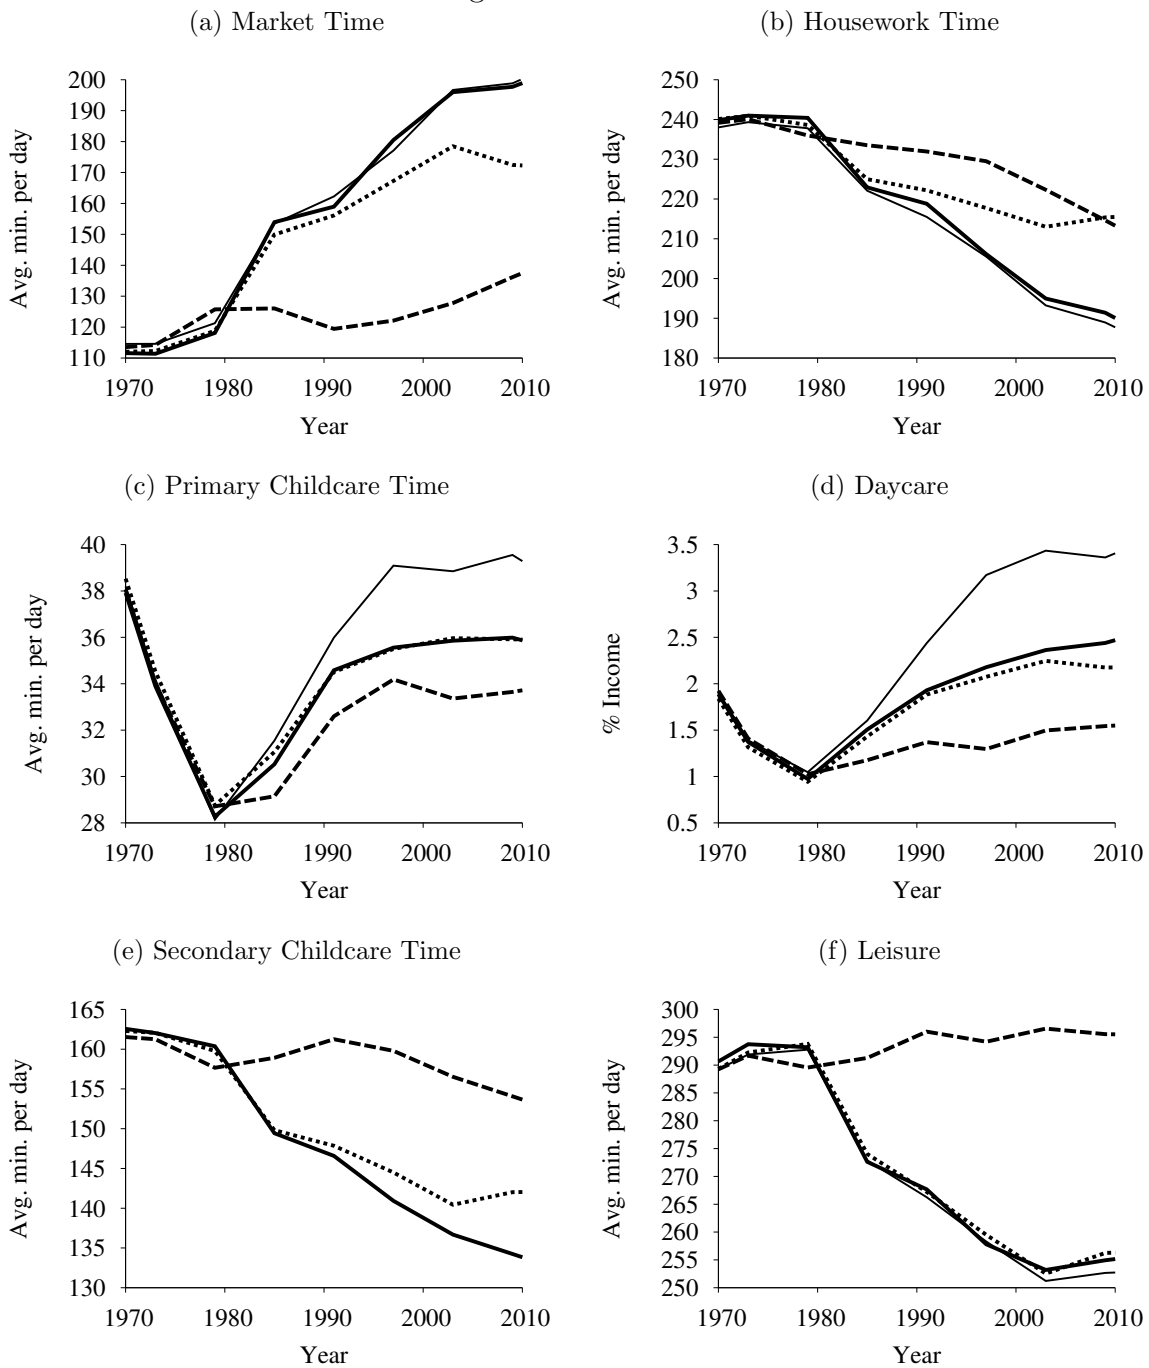 (a) Market Time
(b) Housework Time
Avg. min. per day
200
190
180
170
160
150
140
130
120
110
1970 1980 1990 2000 2010
Year
Avg. min. per day
250
240
230
220
210
200
190
180
1970 1980 1990 2000 2010
Year
(c) Primary Childcare Time
(d) Daycare
Avg. min. per day
40
38
36
34
32
30
28
1970 1980 1990 2000 2010
Year
% Income
3.5
3
2.5
2
1.5
1
0.5
1970 1980 1990 2000 2010
Year
(e) Secondary Childcare Time
(f) Leisure
Avg. min. per day
165
160
155
150
145
140
135
130
1970 1980 1990 2000 2010
Year
Avg. min. per day
300
295
290
285
280
275
270
265
260
255
250
1970 1980 1990 2000 2010
Year